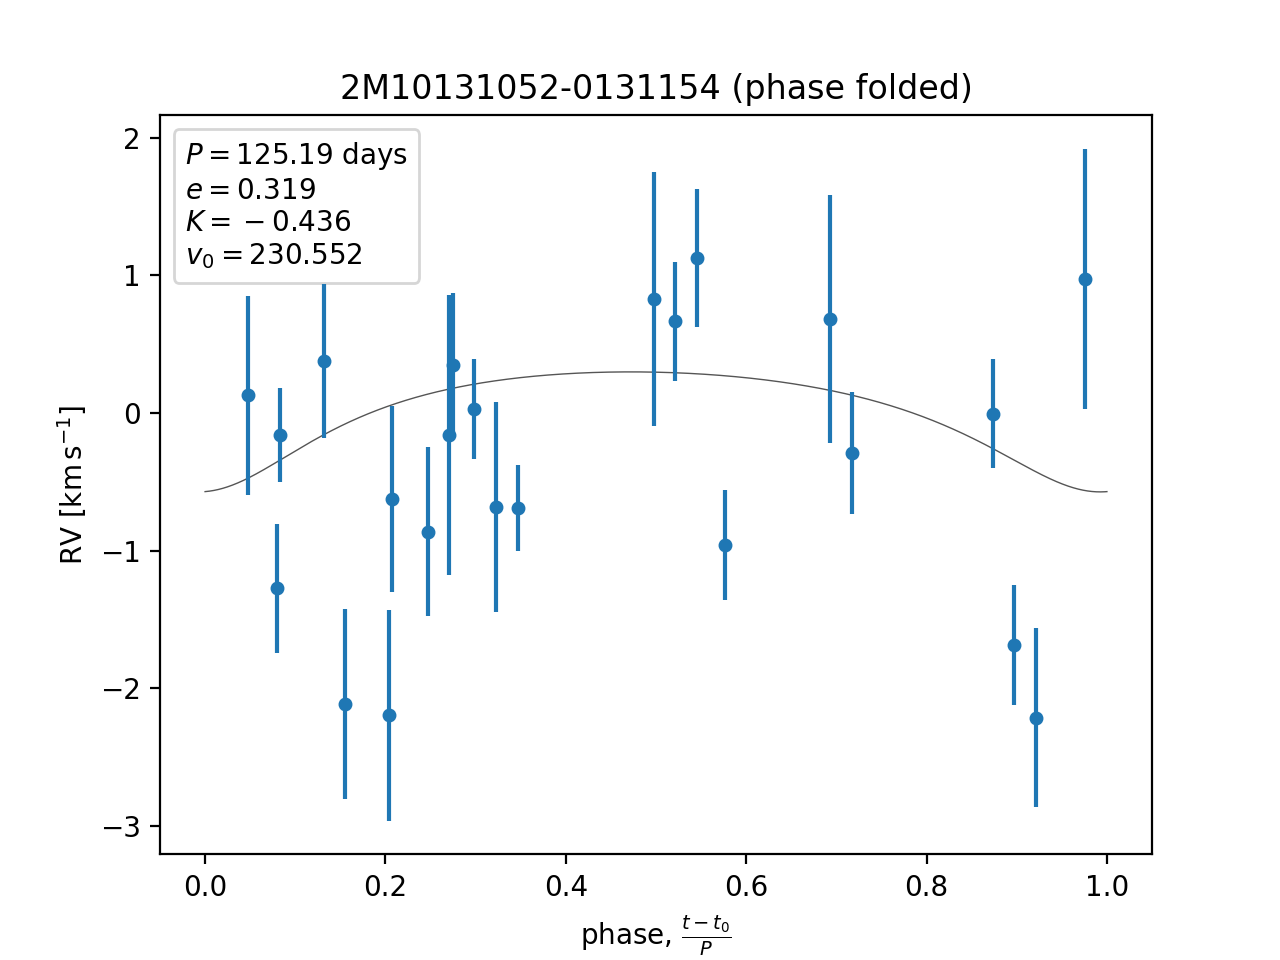 2M10131052-0131154 (phase folded)
P = 125.19 days
e = 0.319
K = −0.436
v₀ = 230.552
2
1
0
−1
−2
−3
RV [km s⁻¹]
0.0 0.2 0.4 0.6 0.8 1.0
phase, (t − t₀)/P